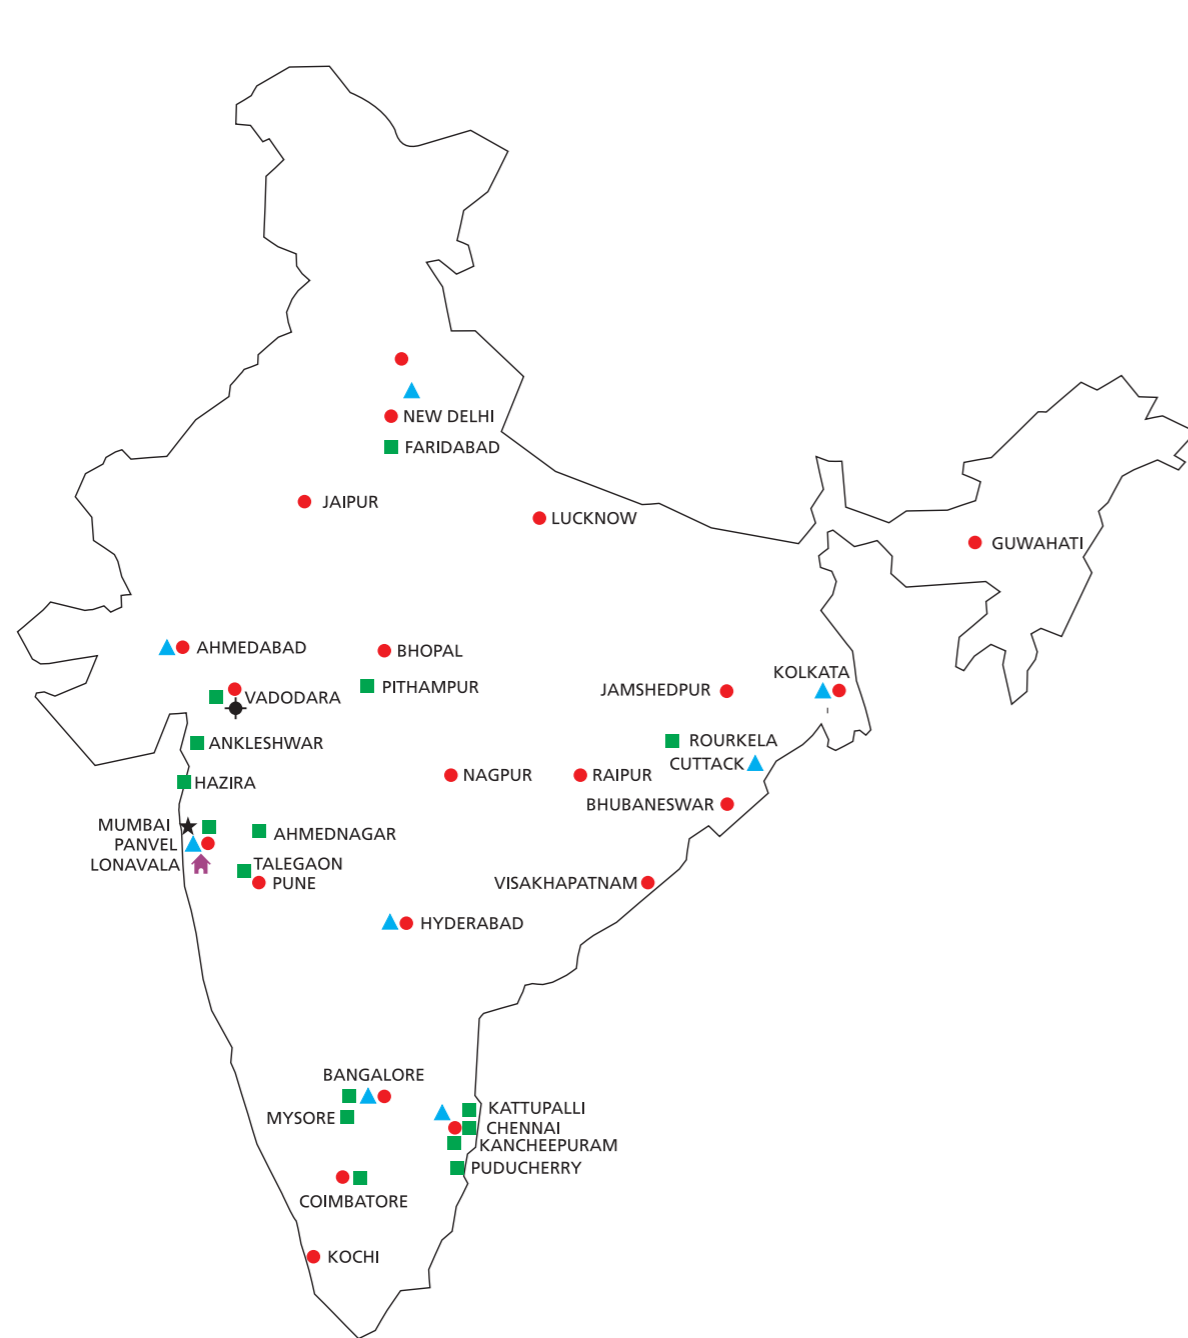 NEW DELHI
FARIDABAD
JAIPUR
LUCKNOW
GUWAHATI
AHMEDABAD
BHOPAL
KOLKATA
PITHAMPUR
JAMSHEDPUR
VADODARA
ROURKELA
ANKLESHWAR
CUTTACK
NAGPUR
RAIPUR
HAZIRA
BHUBANESWAR
MUMBAI
AHMEDNAGAR
PANVEL
LONAVALA
TALEGAON
PUNE
VISAKHAPATNAM
HYDERABAD
BANGALORE
KATTUPALLI
MYSORE
CHENNAI
KANCHEEPURAM
PUDUCHERRY
COIMBATORE
KOCHI